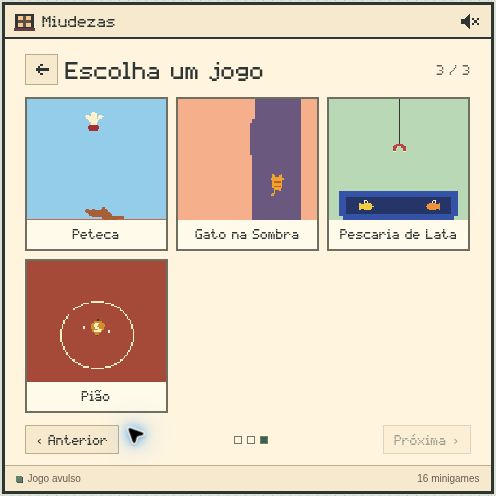 Miudezas
Escolha um jogo
3 / 3
Peteca
Gato na Sombra
Pescaria de Lata
Pião
‹ Anterior
Próxima ›
Jogo avulso
16 minigames